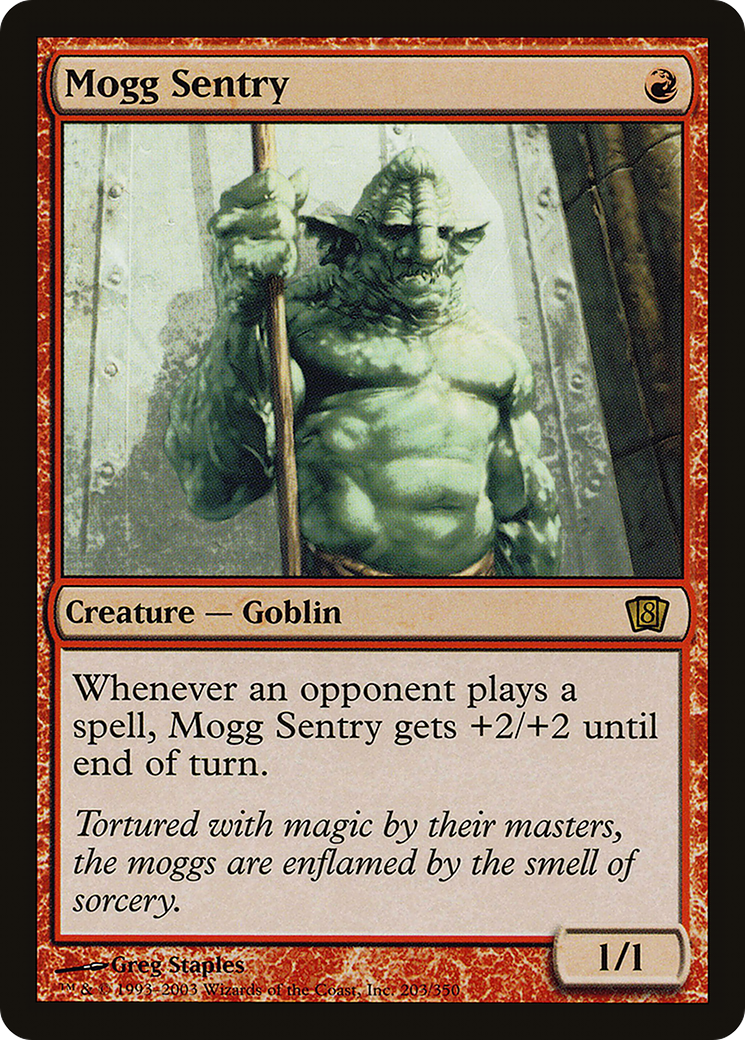 Mogg Sentry
Creature — Goblin
8
Whenever an opponent plays a
spell, Mogg Sentry gets +2/+2 until
end of turn.
Tortured with magic by their masters,
the moggs are enflamed by the smell of
sorcery.
1/1
Greg Staples
™ & © 1993–2003 Wizards of the Coast, Inc. 203/350